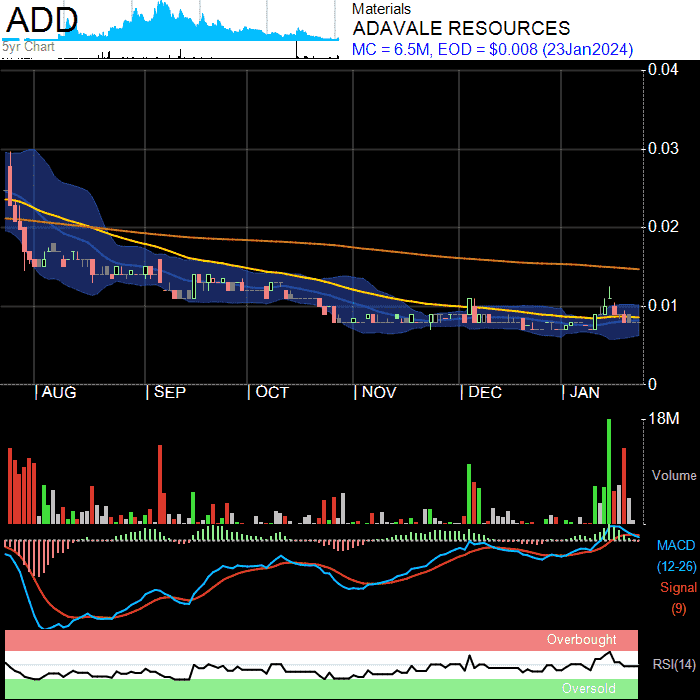 ADD
5yr Chart
Materials
ADAVALE RESOURCES
MC = 6.5M, EOD = $0.008 (23Jan2024)
0.04
0.03
0.02
0.01
0
AUG
SEP
OCT
NOV
DEC
JAN
18M
Volume
MACD
(12-26)
Signal
(9)
Overbought
RSI(14)
Oversold